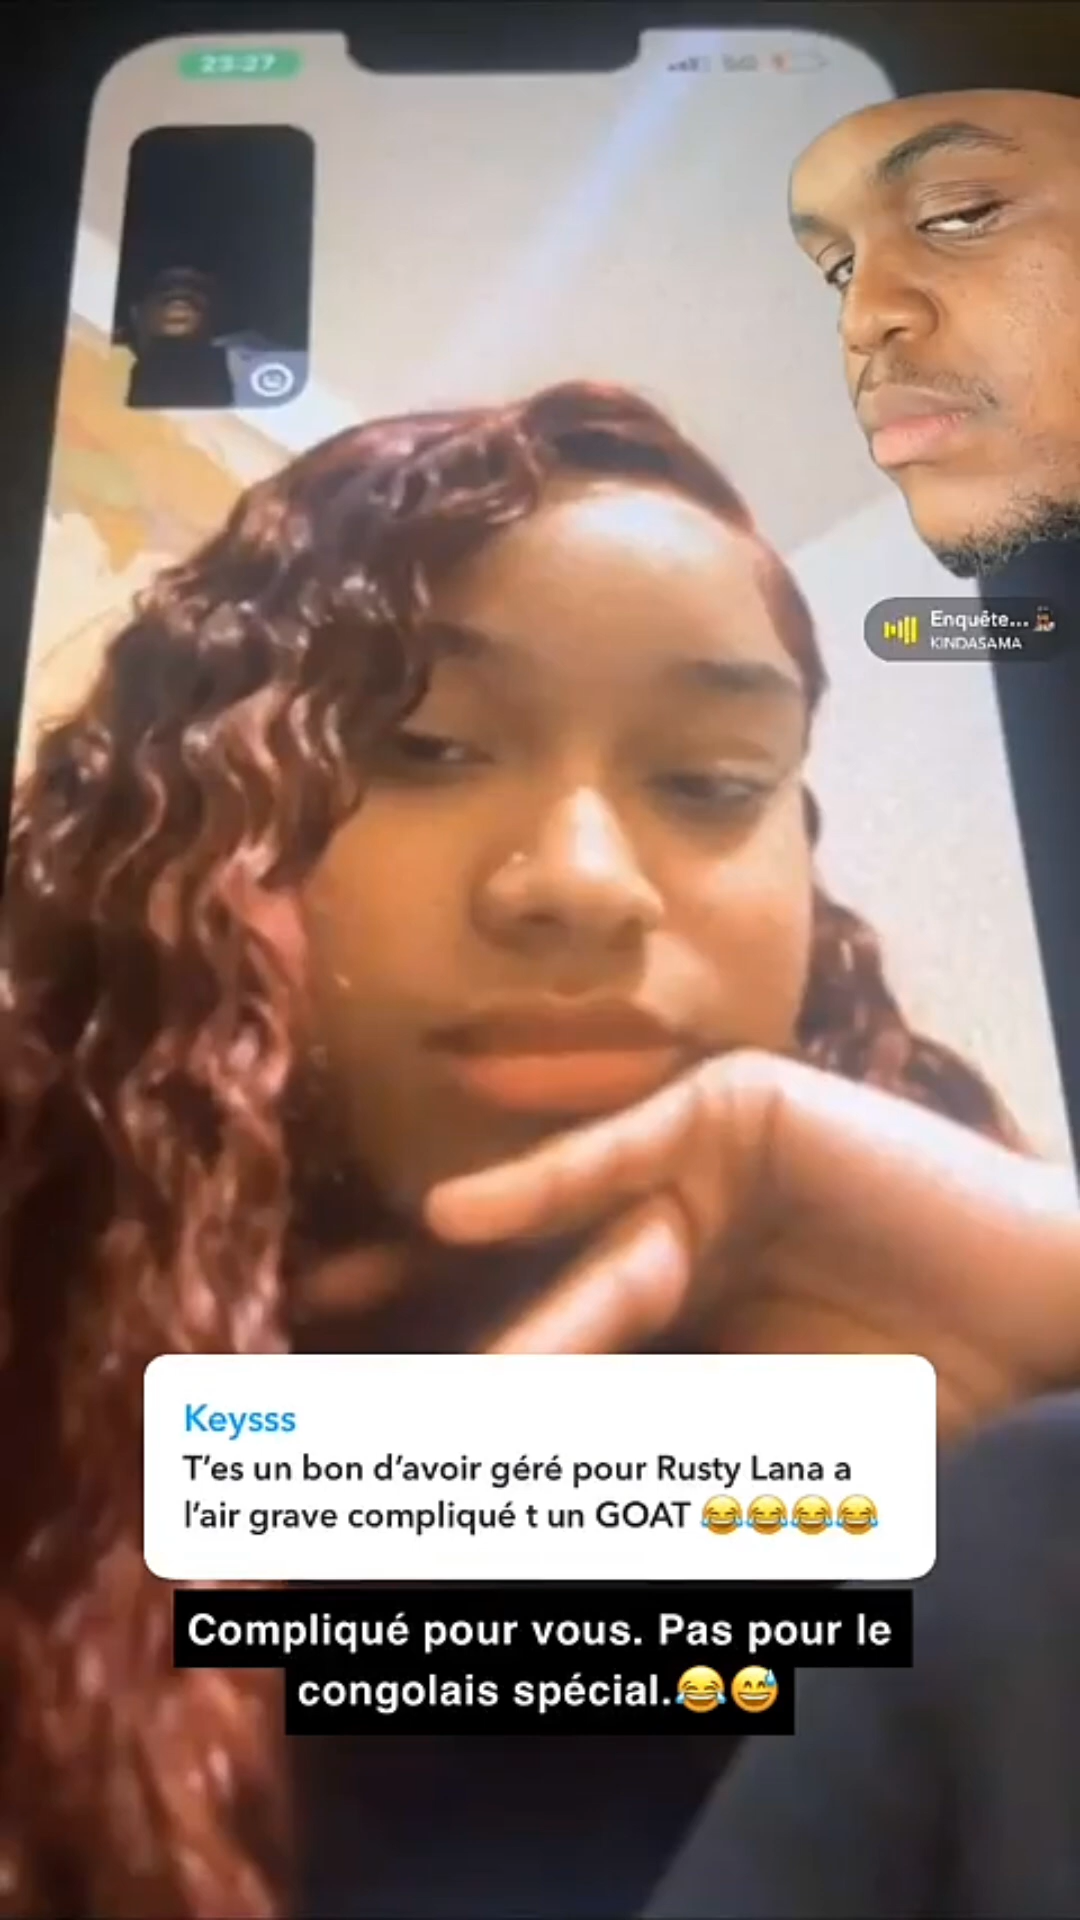 23:27
5G
Enquête...
KINDASAMA
Keysss
T'es un bon d'avoir géré pour Rusty Lana a
l'air grave compliqué t un GOAT 😂😂😂😂
Compliqué pour vous. Pas pour le
congolais spécial.😂😅